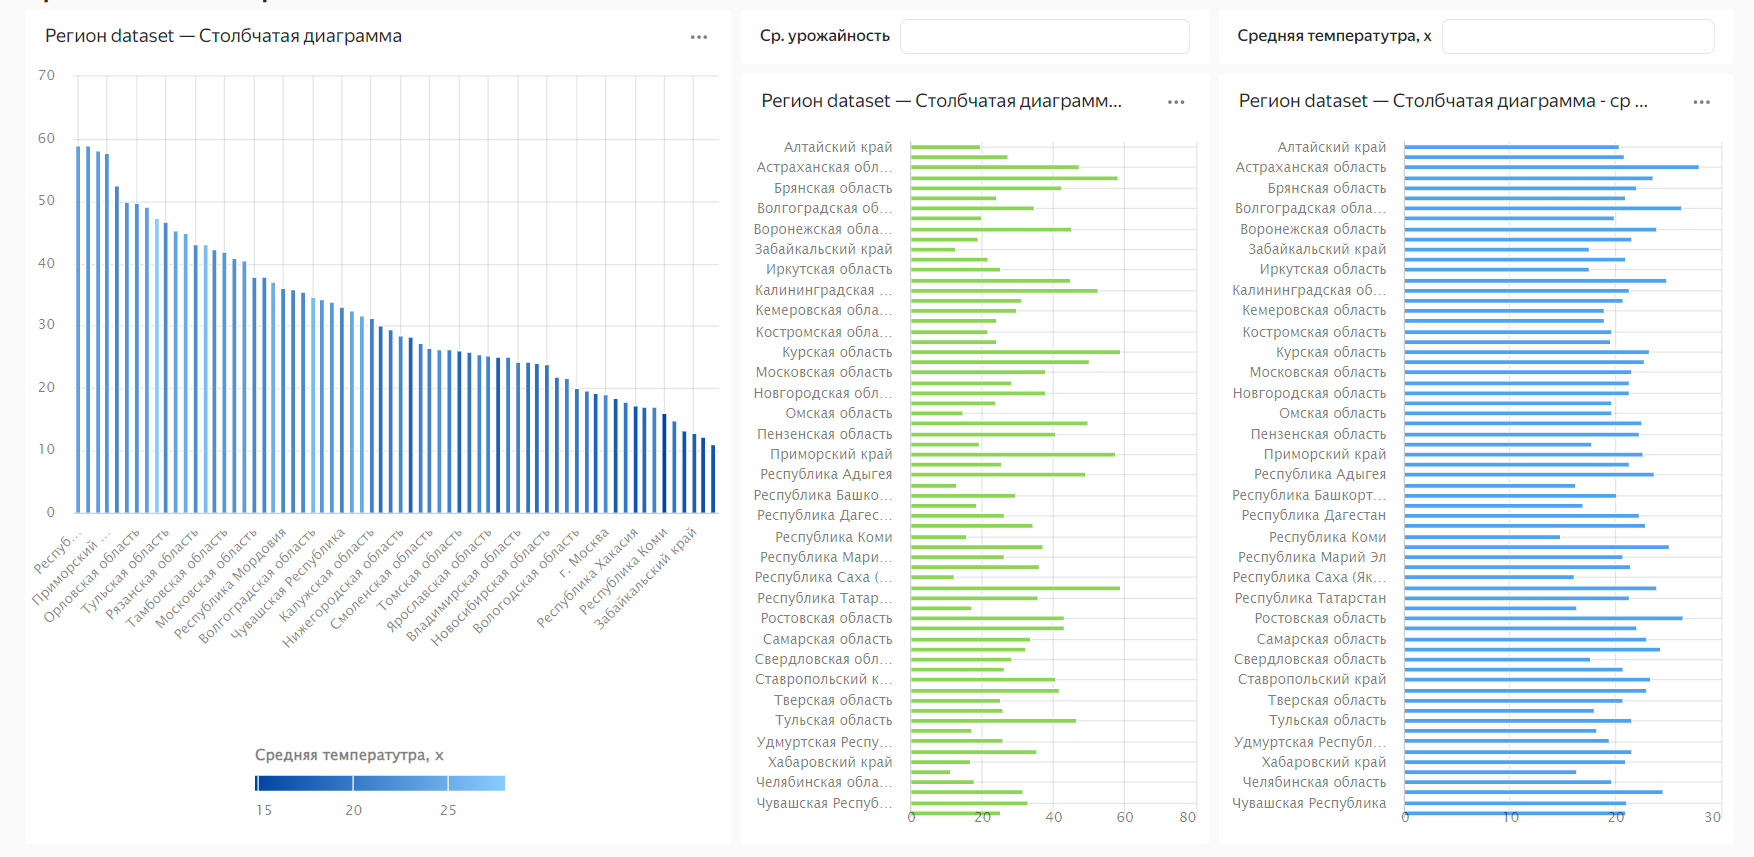 Регион dataset — Столбчатая диаграмма
70
60
50
40
30
20
10
0
Респуб...
Приморский ...
Орловская область
Тульская область
Рязанская область
Тамбовская область
Московская область
Республика Мордовия
Волгоградская область
Чувашская Республика
Калужская область
Нижегородская область
Смоленская область
Томская область
Ярославская область
Владимирская область
Новосибирская область
Вологодская область
г. Москва
Республика Хакасия
Республика Коми
Забайкальский край
Средняя температутра, x
15
20
25
Ср. урожайность
Регион dataset — Столбчатая диаграмм...
Алтайский край
Астраханская обл...
Брянская область
Волгоградская об...
Воронежская обла...
Забайкальский край
Иркутская область
Калининградская ...
Кемеровская обла...
Костромская обла...
Курская область
Московская область
Новгородская обл...
Омская область
Пензенская область
Приморский край
Республика Адыгея
Республика Башко...
Республика Дагес...
Республика Коми
Республика Мари...
Республика Саха (...
Республика Татар...
Ростовская область
Самарская область
Свердловская обл...
Ставропольский к...
Тверская область
Тульская область
Удмуртская Респу...
Хабаровский край
Челябинская обла...
Чувашская Респуб...
0
20
40
60
80
Средняя температутра, x
Регион dataset — Столбчатая диаграмма - ср ...
Алтайский край
Астраханская область
Брянская область
Волгоградская обла...
Воронежская область
Забайкальский край
Иркутская область
Калининградская об...
Кемеровская область
Костромская область
Курская область
Московская область
Новгородская область
Омская область
Пензенская область
Приморский край
Республика Адыгея
Республика Башкорт...
Республика Дагестан
Республика Коми
Республика Марий Эл
Республика Саха (Як...
Республика Татарстан
Ростовская область
Самарская область
Свердловская область
Ставропольский край
Тверская область
Тульская область
Удмуртская Республ...
Хабаровский край
Челябинская область
Чувашская Республика
0
10
20
30